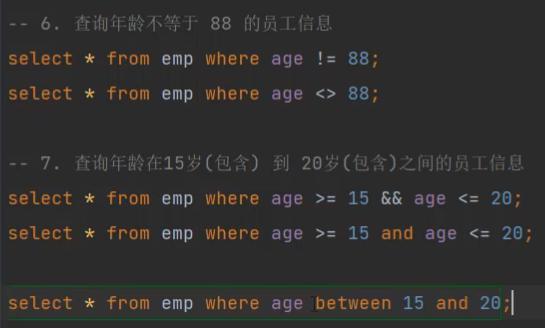 -- 6. 查询年龄不等于 88 的员工信息
select * from emp where age != 88;
select * from emp where age <> 88;
-- 7. 查询年龄在15岁(包含) 到 20岁(包含)之间的员工信息
select * from emp where age >= 15 && age <= 20;
select * from emp where age >= 15 and age <= 20;
select * from emp where age between 15 and 20;